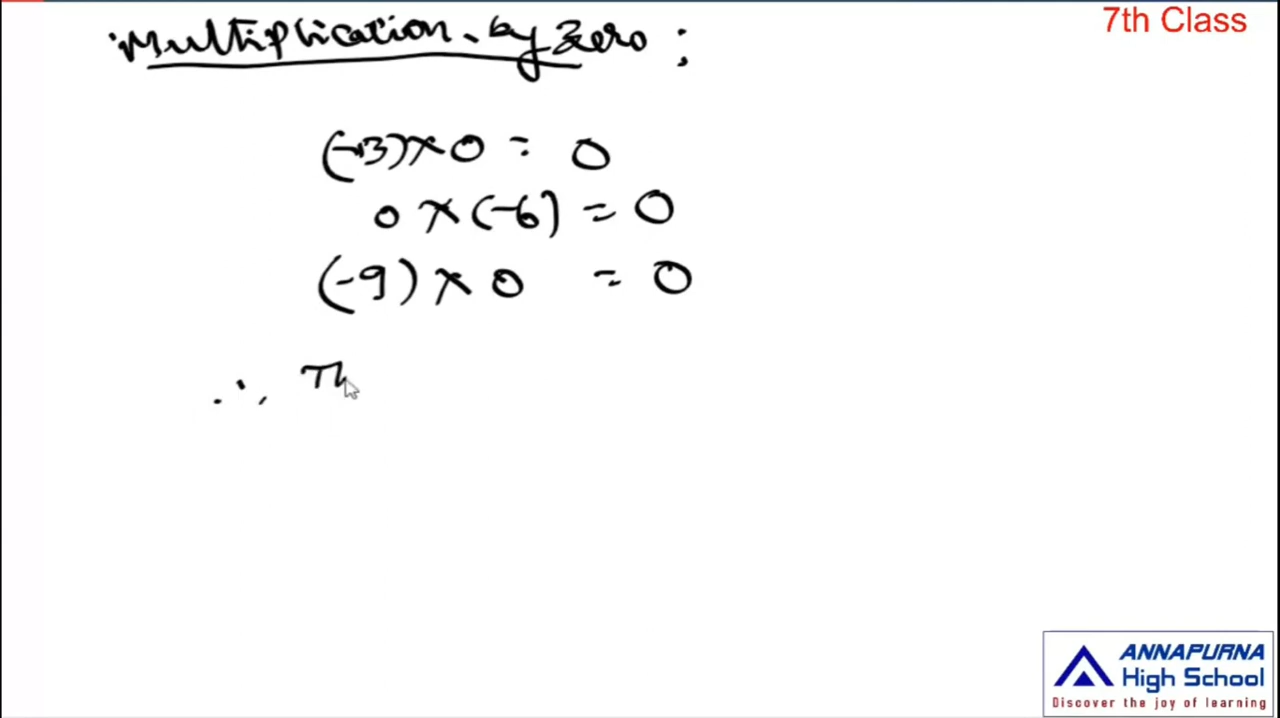 7th Class
Multiplication by Zero :
(-3) × 0 = 0
0 × (-6) = 0
(-9) × 0 = 0
∴ Th
ANNAPURNA
High School
Discover the joy of learning